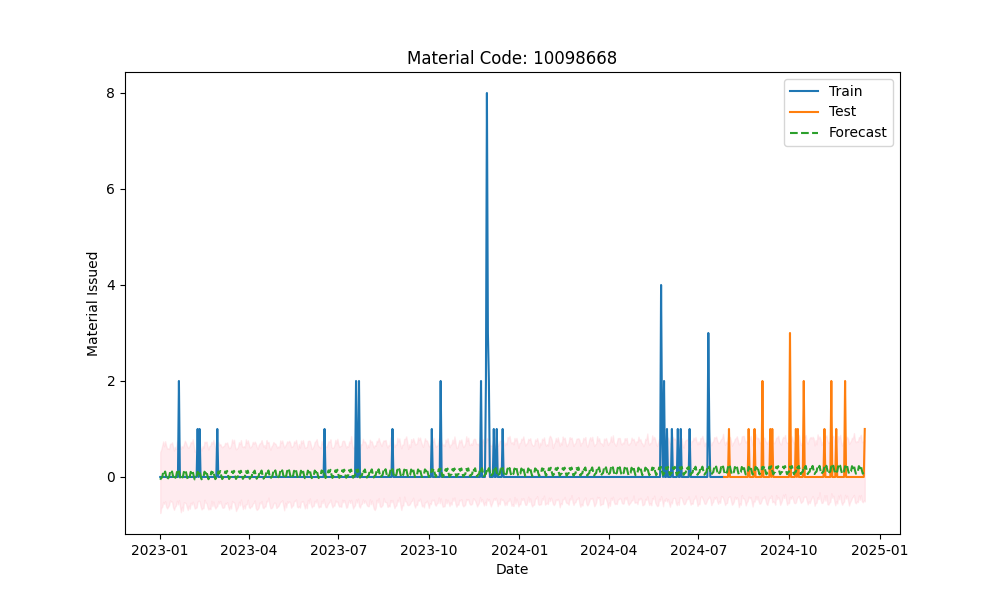 Material Code: 10098668
Train
Test
Forecast
8
6
4
2
0
Material Issued
2023-01 2023-04 2023-07 2023-10 2024-01 2024-04 2024-07 2024-10 2025-01
Date